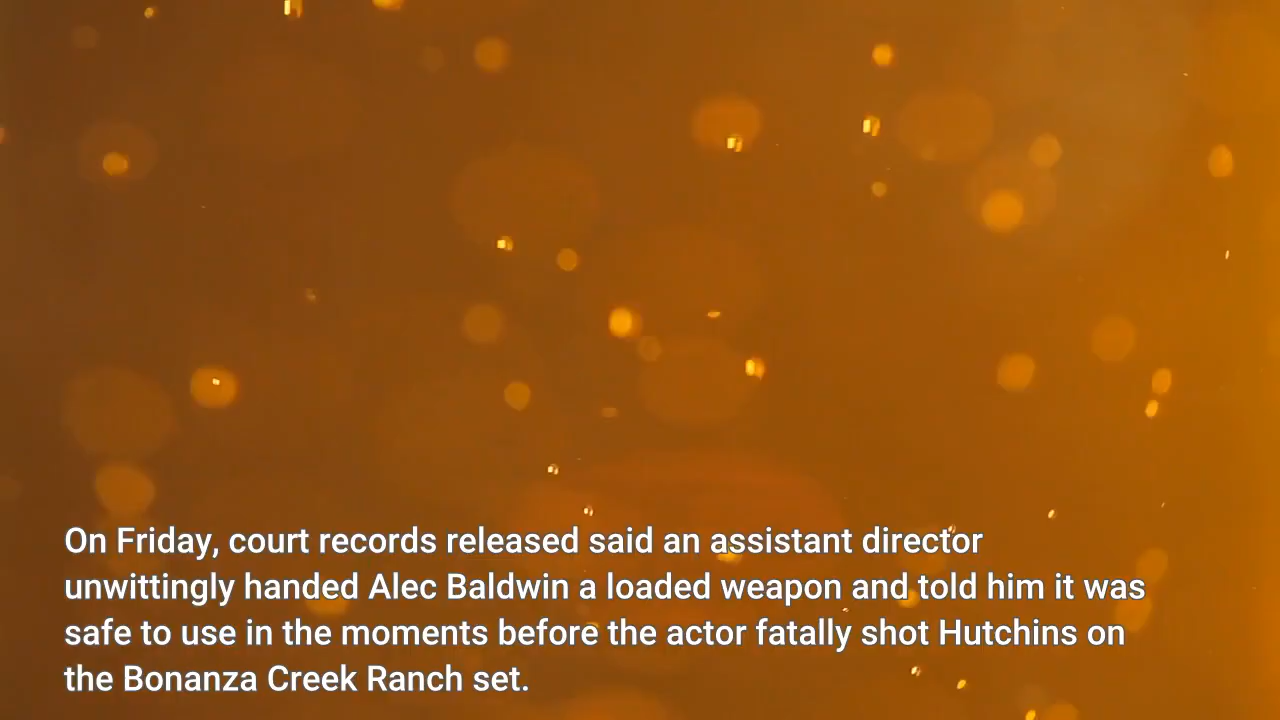 On Friday, court records released said an assistant director
unwittingly handed Alec Baldwin a loaded weapon and told him it was
safe to use in the moments before the actor fatally shot Hutchins on
the Bonanza Creek Ranch set.